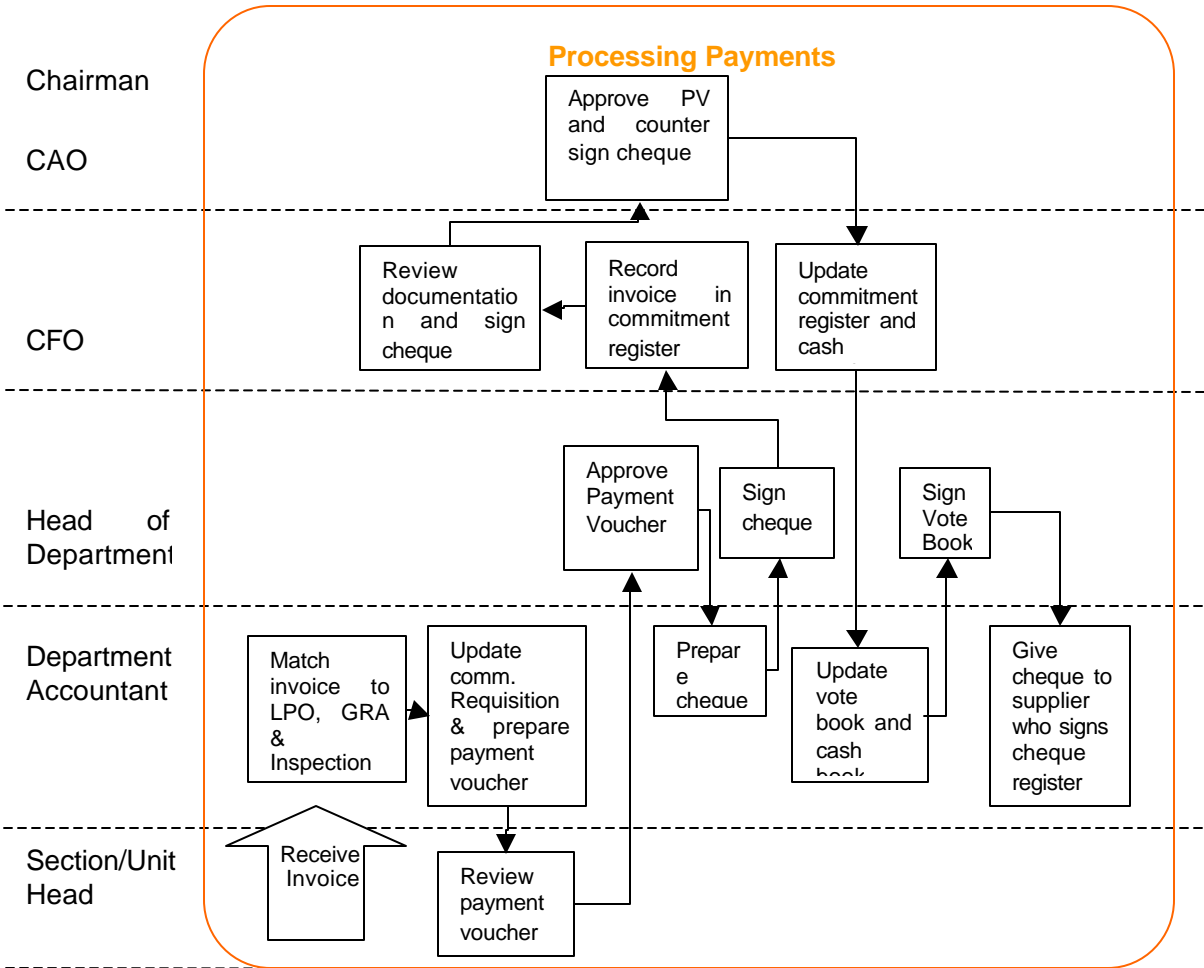 Processing Payments
Chairman
CAO
Approve PV
and counter
sign cheque
CFO
Review
documentatio
n and sign
cheque
Record
invoice in
commitment
register
Update
commitment
register and
cash
Head of
Department
Approve
Payment
Voucher
Sign
cheque
Sign
Vote
Book
Department
Accountant
Match
invoice to
LPO, GRA
&
Inspection
Update
comm.
Requisition
& prepare
payment
voucher
Prepar
e
cheque
Update
vote
book and
cash
book
Give
cheque to
supplier
who signs
cheque
register
Section/Unit
Head
Receive
Invoice
Review
payment
voucher